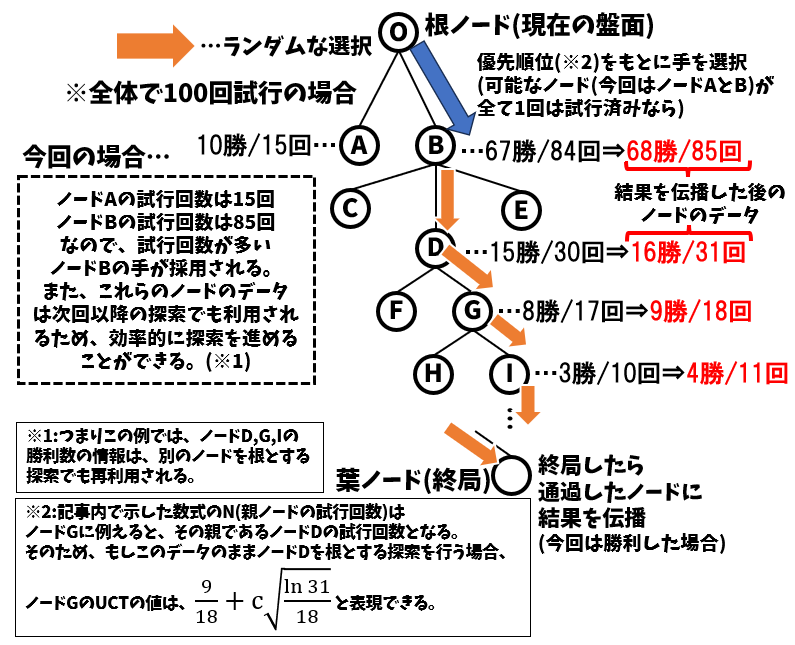 O
根ノード(現在の盤面)
…ランダムな選択
※全体で100回試行の場合
優先順位(※2)をもとに手を選択
(可能なノード(今回はノードAとB)が
全て1回は試行済みなら)
10勝/15回…
A
B
…67勝/84回⇒68勝/85回
今回の場合…
ノードAの試行回数は15回
ノードBの試行回数は85回
なので、試行回数が多い
ノードBの手が採用される。
また、これらのノードのデータ
は次回以降の探索でも利用され
るため、効率的に探索を進める
ことができる。(※1)
結果を伝播した後の
ノードのデータ
C
E
D
…15勝/30回⇒16勝/31回
F
G
…8勝/17回⇒9勝/18回
H
I
…3勝/10回⇒4勝/11回
…
葉ノード(終局)
終局したら
通過したノードに
結果を伝播
(今回は勝利した場合)
※1:つまりこの例では、ノードD,G,Iの
勝利数の情報は、別のノードを根とする
探索でも再利用される。
※2:記事内で示した数式のN(親ノードの試行回数)は
ノードGに例えると、その親であるノードDの試行回数となる。
そのため、もしこのデータのままノードDを根とする探索を行う場合、
ノードGのUCTの値は、9/18 + c√(ln 31/18) と表現できる。